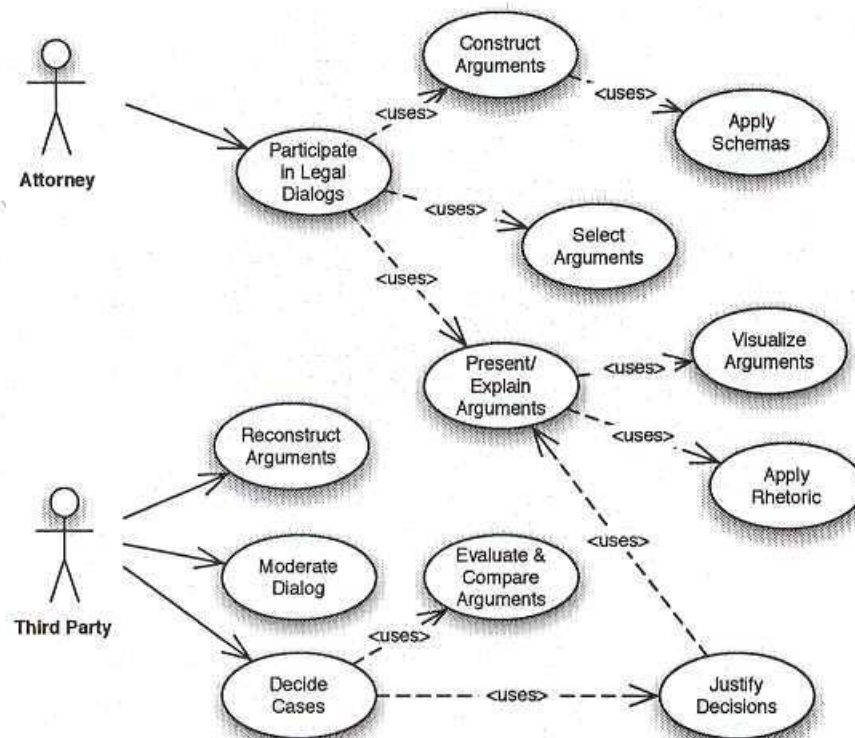 Construct
Arguments
<uses>
<uses>
Apply
Schemas
Participate
in Legal
Dialogs
Attorney
<uses>
Select
Arguments
<uses>
Visualize
Arguments
Present/
Explain
Arguments
<uses>
<uses>
Apply
Rhetoric
Reconstruct
Arguments
<uses>
Evaluate &
Compare
Arguments
Moderate
Dialog
Third Party
<uses>
Decide
Cases
<uses>
Justify
Decisions